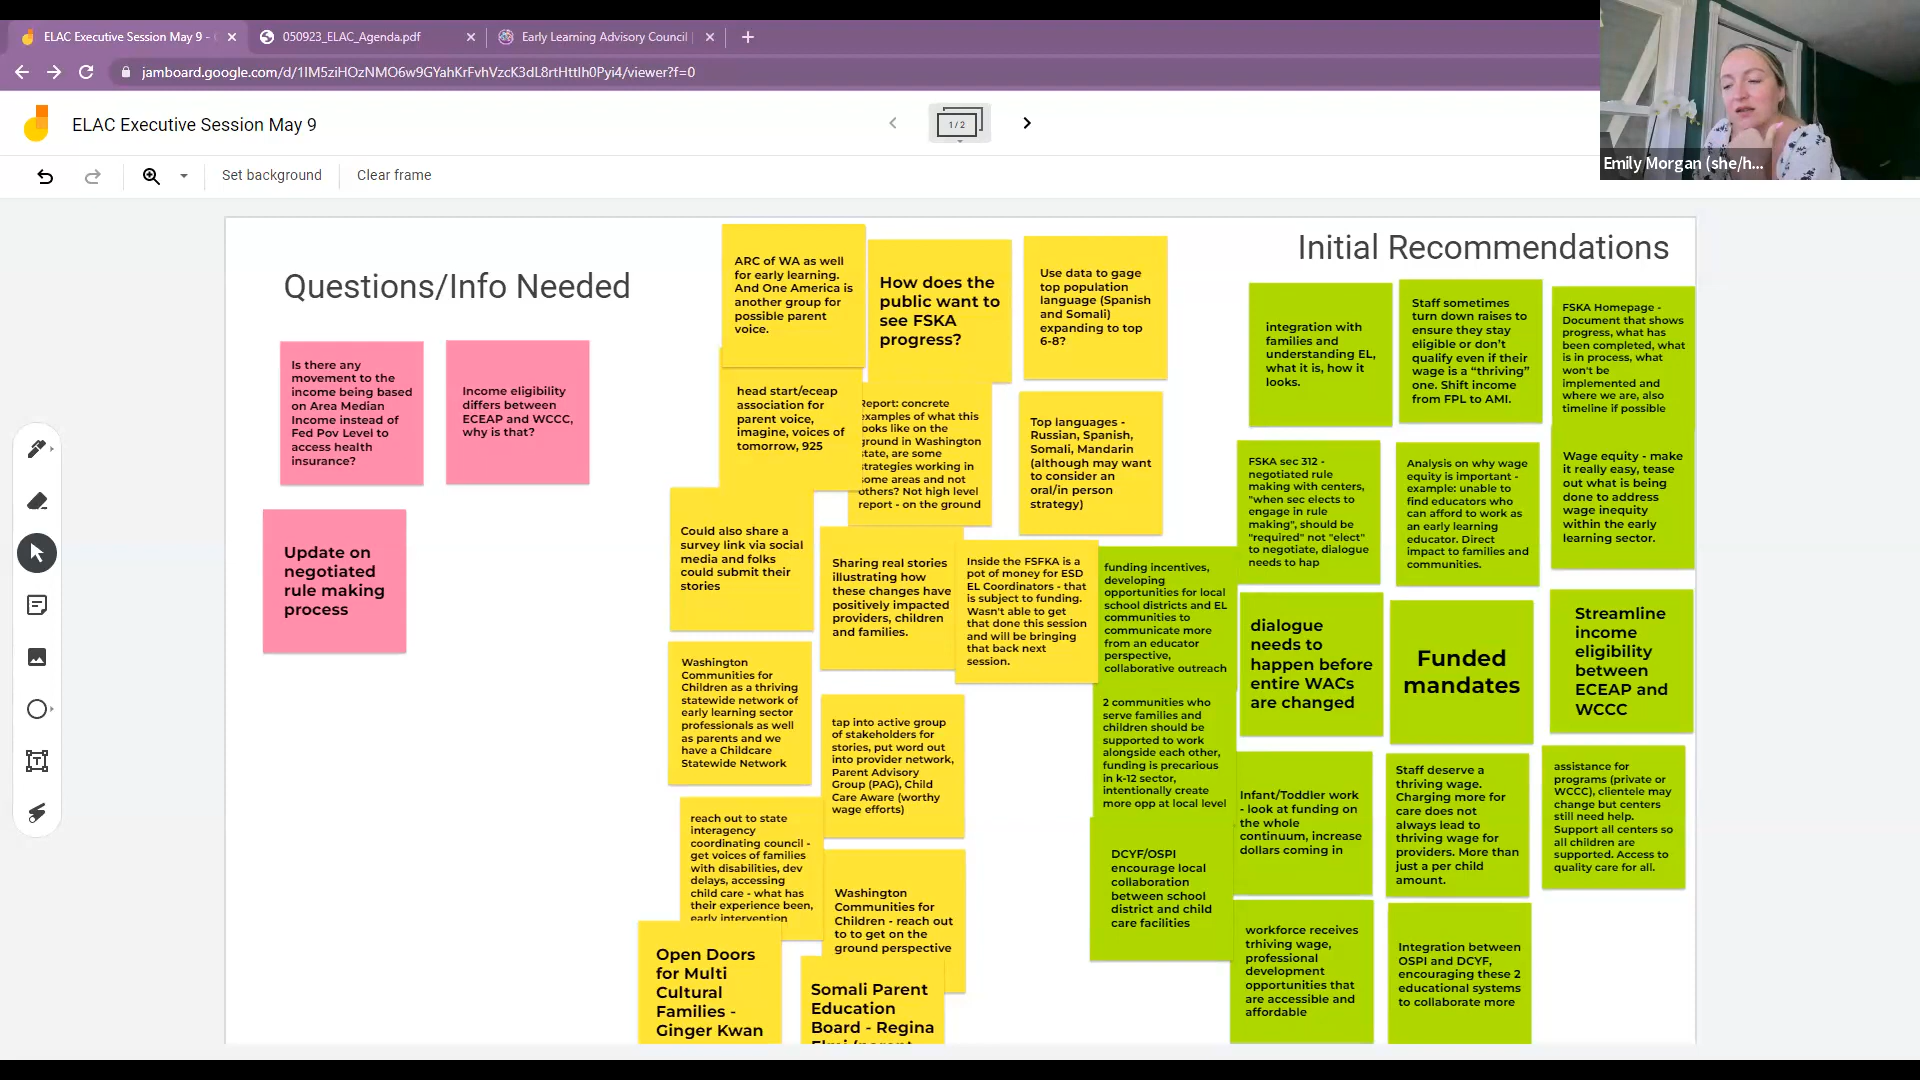 ELAC Executive Session May 9 -
050923_ELAC_Agenda.pdf
Early Learning Advisory Council
jamboard.google.com/d/1IM5ziHOzNMO6w9GYahKrFvhVzcK3dL8rtHttIh0Pyi4/viewer?f=0
Emily Morgan (she/h...
ELAC Executive Session May 9
1 / 2
Set background
Clear frame
Questions/Info Needed
Is there any
movement to the
income being based
on Area Median
Income instead of
Fed Pov Level to
access health
insurance?
Income eligibility
differs between
ECEAP and WCCC,
why is that?
Update on
negotiated
rule making
process
ARC of WA as well
for early learning.
And One America is
another group for
possible parent
voice.
How does the
public want to
see FSKA
progress?
Use data to gage
top population
language (Spanish
and Somali)
expanding to top
6-8?
head start/eceap
association for
parent voice,
imagine, voices of
tomorrow, 925
Report: concrete
examples of what this
looks like on the
ground in Washington
state, are some
strategies working in
some areas and not
others? Not high level
report - on the ground
Top languages -
Russian, Spanish,
Somali, Mandarin
(although may want
to consider an
oral/in person
strategy)
Could also share a
survey link via social
media and folks
could submit their
stories
Sharing real stories
illustrating how
these changes have
positively impacted
providers, children
and families.
Inside the FSFKA is a
pot of money for ESD
EL Coordinators - that
is subject to funding.
Wasn't able to get
that done this session
and will be bringing
that back next
session.
Washington
Communities for
Children as a thriving
statewide network of
early learning sector
professionals as well
as parents and we
have a Childcare
Statewide Network
tap into active group
of stakeholders for
stories, put word out
into provider network,
Parent Advisory
Group (PAG), Child
Care Aware (worthy
wage efforts)
reach out to state
interagency
coordinating council -
get voices of families
with disabilities, dev
delays, accessing
child care - what has
their experience been,
early intervention
Washington
Communities for
Children - reach out
to to get on the
ground perspective
Open Doors
for Multi
Cultural
Families -
Ginger Kwan
Somali Parent
Education
Board - Regina
Initial Recommendations
integration with
families and
understanding EL,
what it is, how it
looks.
Staff sometimes
turn down raises to
ensure they stay
eligible or don't
qualify even if their
wage is a “thriving”
one. Shift income
from FPL to AMI.
FSKA Homepage -
Document that shows
progress, what has
been completed, what
is in process, what
won't be
implemented and
where we are, also
timeline if possible
FSKA sec 312 -
negotiated rule
making with centers,
"when sec elects to
engage in rule
making", should be
"required" not "elect"
to negotiate, dialogue
needs to hap
Analysis on why wage
equity is important -
example: unable to
find educators who
can afford to work as
an early learning
educator. Direct
impact to families and
communities.
Wage equity - make
it really easy, tease
out what is being
done to address
wage inequity
within the early
learning sector.
funding incentives,
developing
opportunities for local
school districts and EL
communities to
communicate more
from an educator
perspective,
collaborative outreach
dialogue
needs to
happen before
entire WACs
are changed
Funded
mandates
Streamline
income
eligibility
between
ECEAP and
WCCC
2 communities who
serve families and
children should be
supported to work
alongside each other,
funding is precarious
in k-12 sector,
intentionally create
more opp at local level
Infant/Toddler work
- look at funding on
the whole
continuum, increase
dollars coming in
Staff deserve a
thriving wage.
Charging more for
care does not
always lead to
thriving wage for
providers. More than
just a per child
amount.
assistance for
programs (private or
WCCC), clientele may
change but centers
still need help.
Support all centers so
all children are
supported. Access to
quality care for all.
DCYF/OSPI
encourage local
collaboration
between school
district and child
care facilities
workforce receives
trhiving wage,
professional
development
opportunities that
are accessible and
affordable
Integration between
OSPI and DCYF,
encouraging these 2
educational systems
to collaborate more